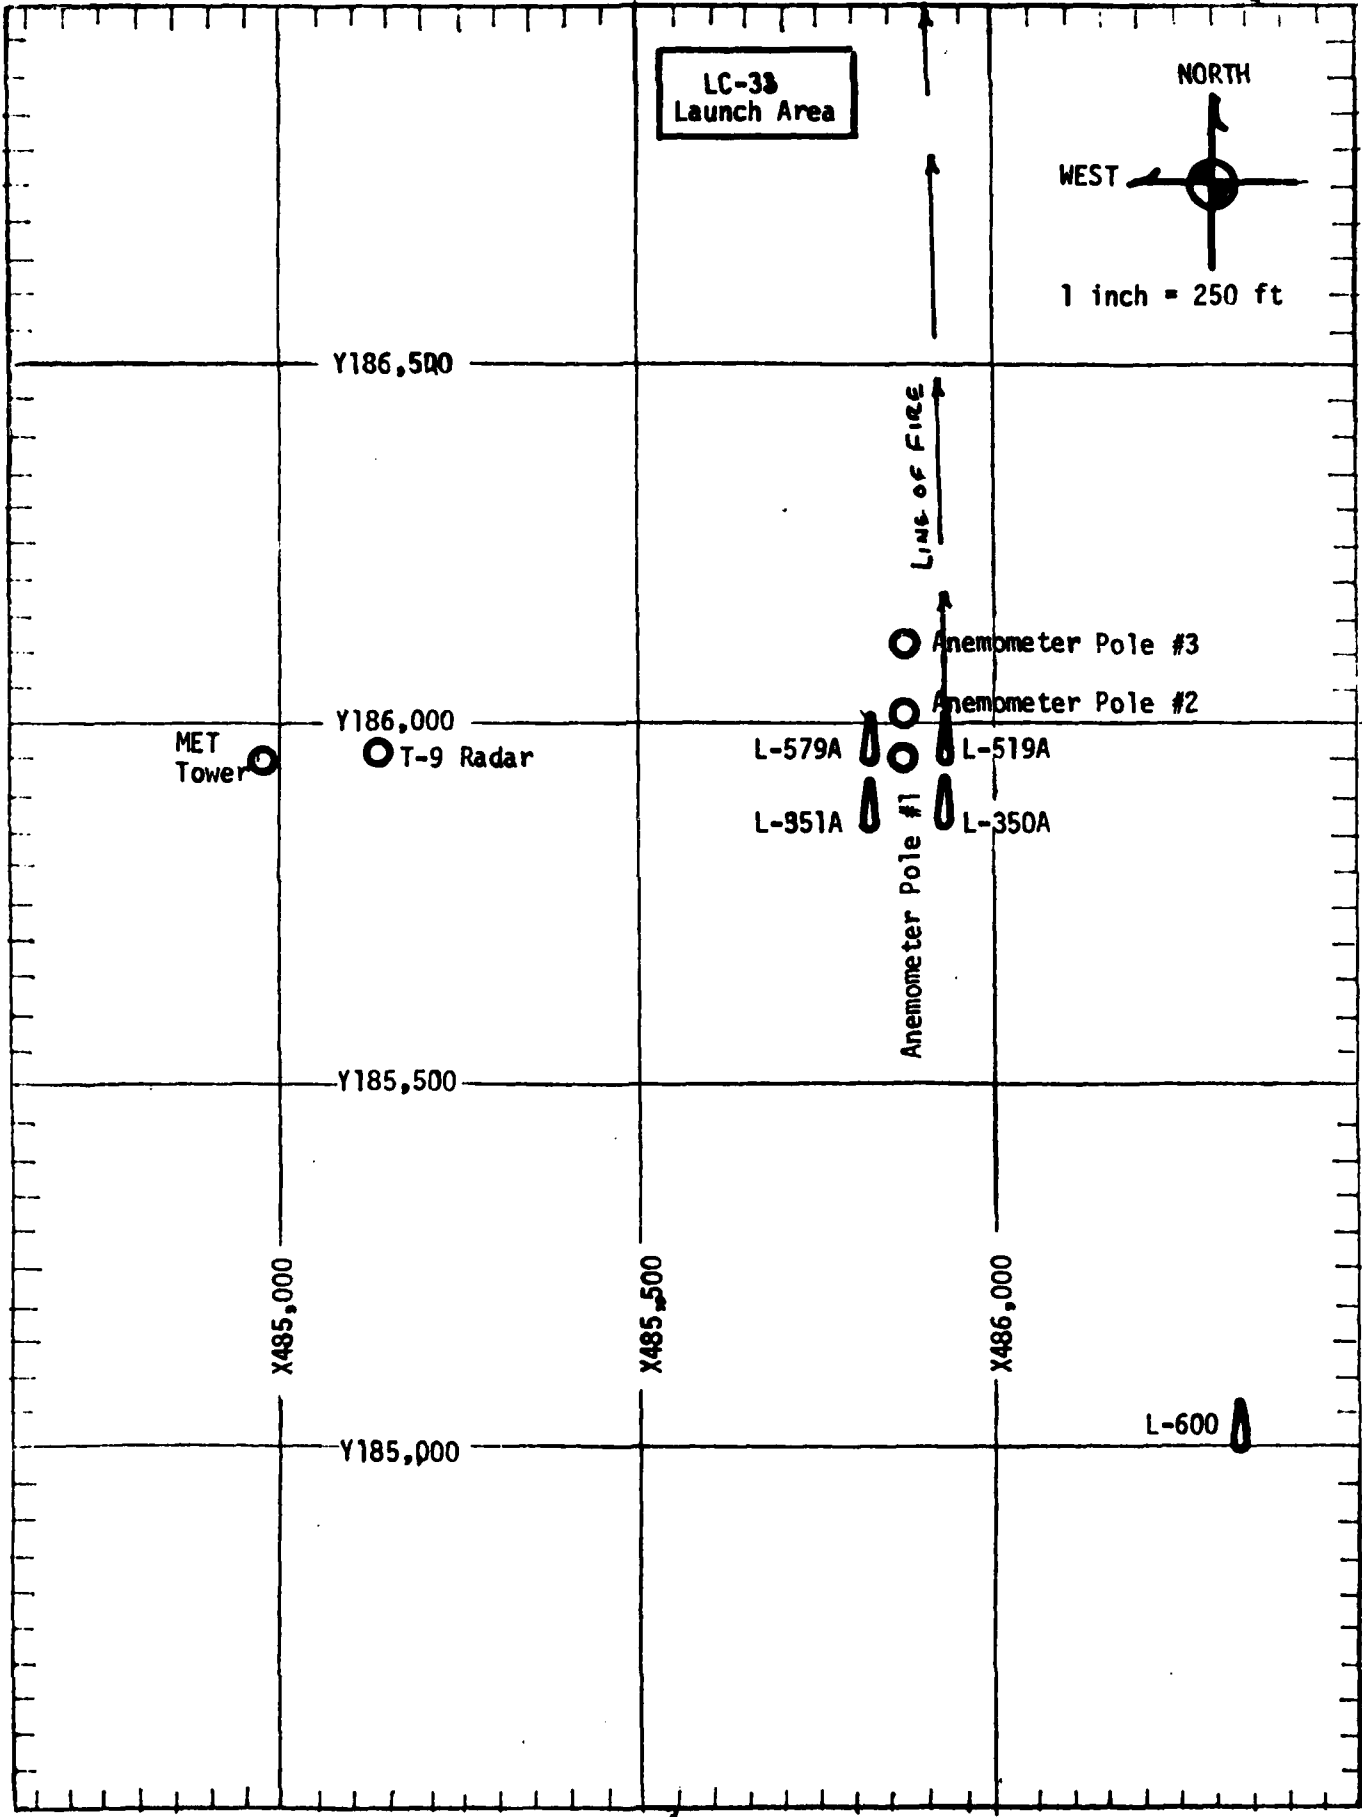 LC-33
Launch Area
NORTH
WEST
1 inch = 250 ft
Y186,500
LINE OF FIRE
Anemometer Pole #3
Anemometer Pole #2
Y186,000
MET
Tower
T-9 Radar
L-579A
L-519A
L-351A
L-350A
Anemometer Pole #1
Y185,500
X485,000
X485,500
X486,000
L-600
Y185,000